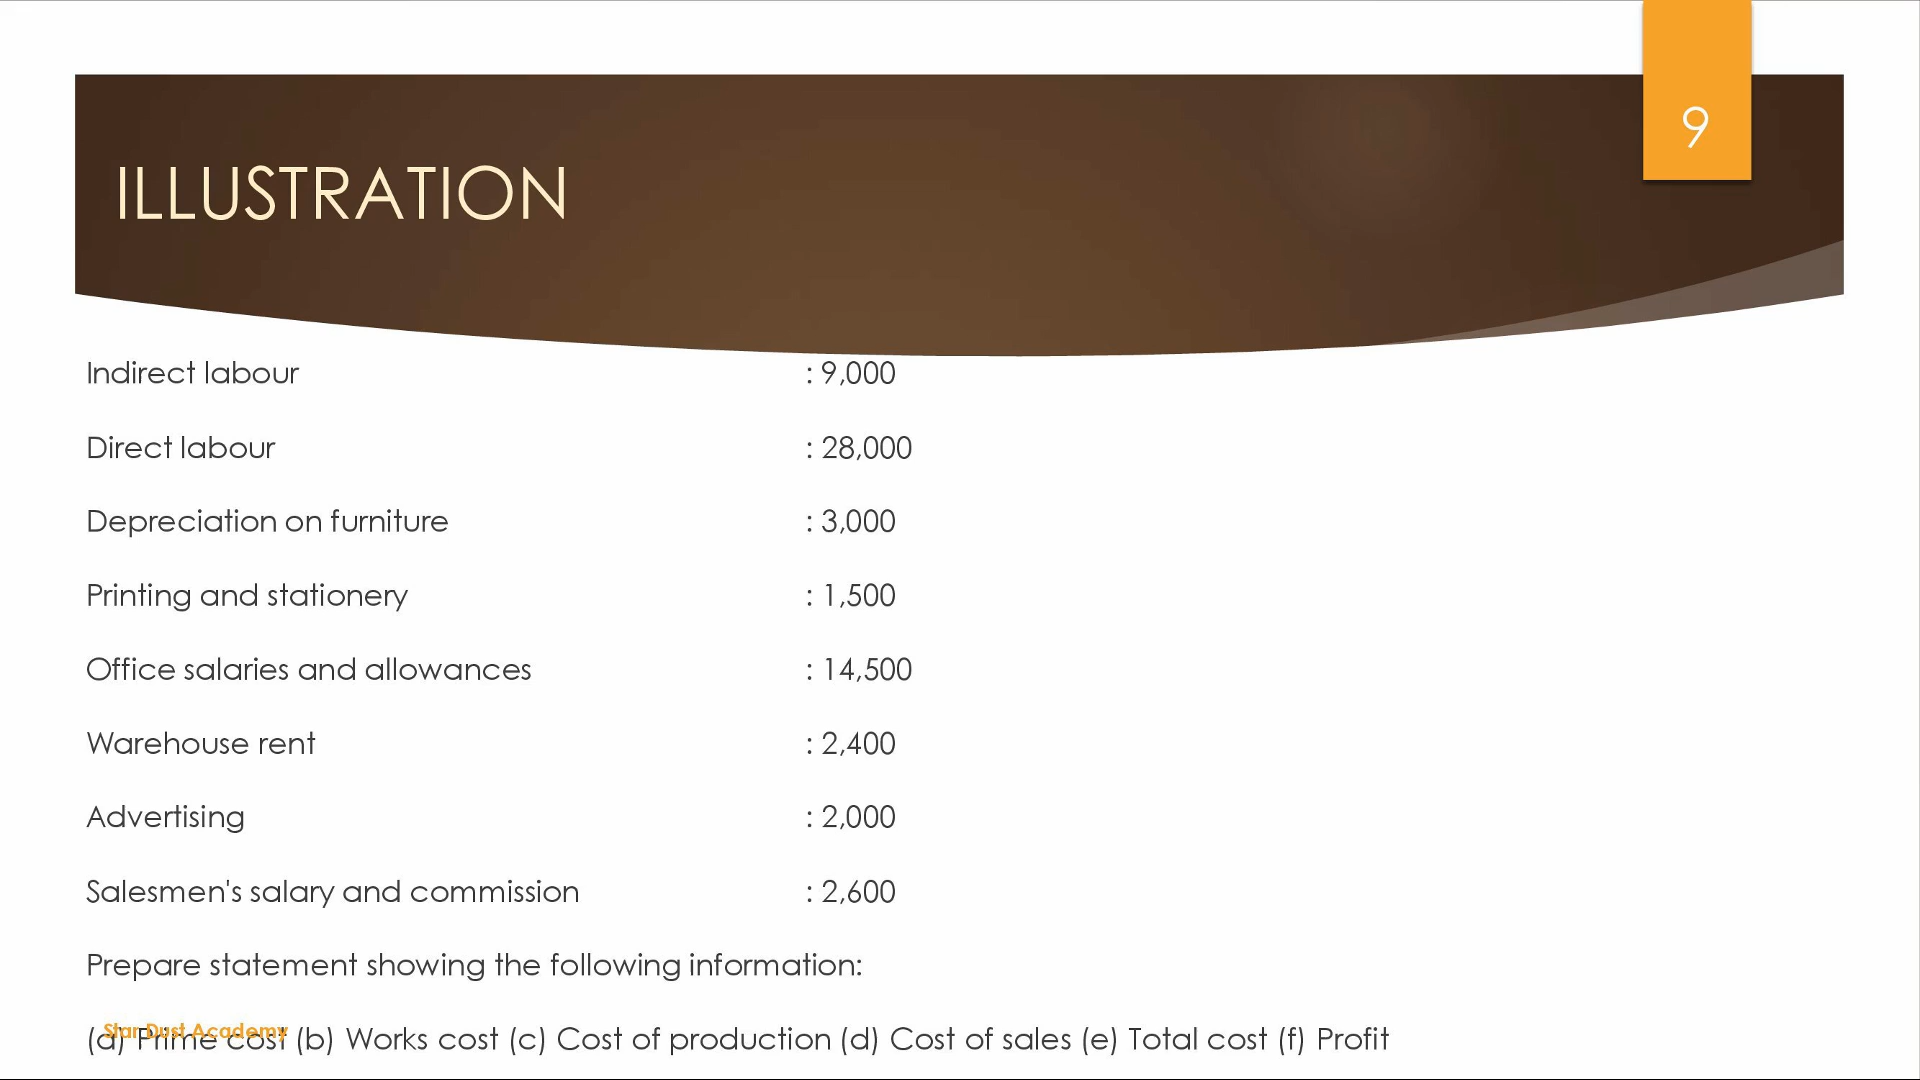 9
ILLUSTRATION
Indirect labour : 9,000
Direct labour : 28,000
Depreciation on furniture : 3,000
Printing and stationery : 1,500
Office salaries and allowances : 14,500
Warehouse rent : 2,400
Advertising : 2,000
Salesmen's salary and commission : 2,600
Prepare statement showing the following information:
(a) Prime cost (b) Works cost (c) Cost of production (d) Cost of sales (e) Total cost (f) Profit
Star Dust Academy